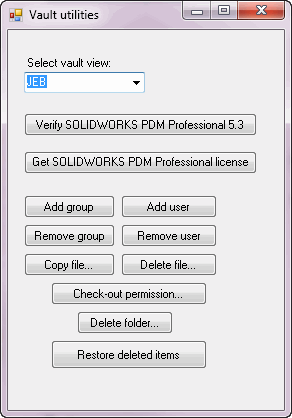 Vault utilities
Select vault view:
JEB
Verify SOLIDWORKS PDM Professional 5.3
Get SOLIDWORKS PDM Professional license
Add group Add user
Remove group Remove user
Copy file... Delete file...
Check-out permission...
Delete folder...
Restore deleted items